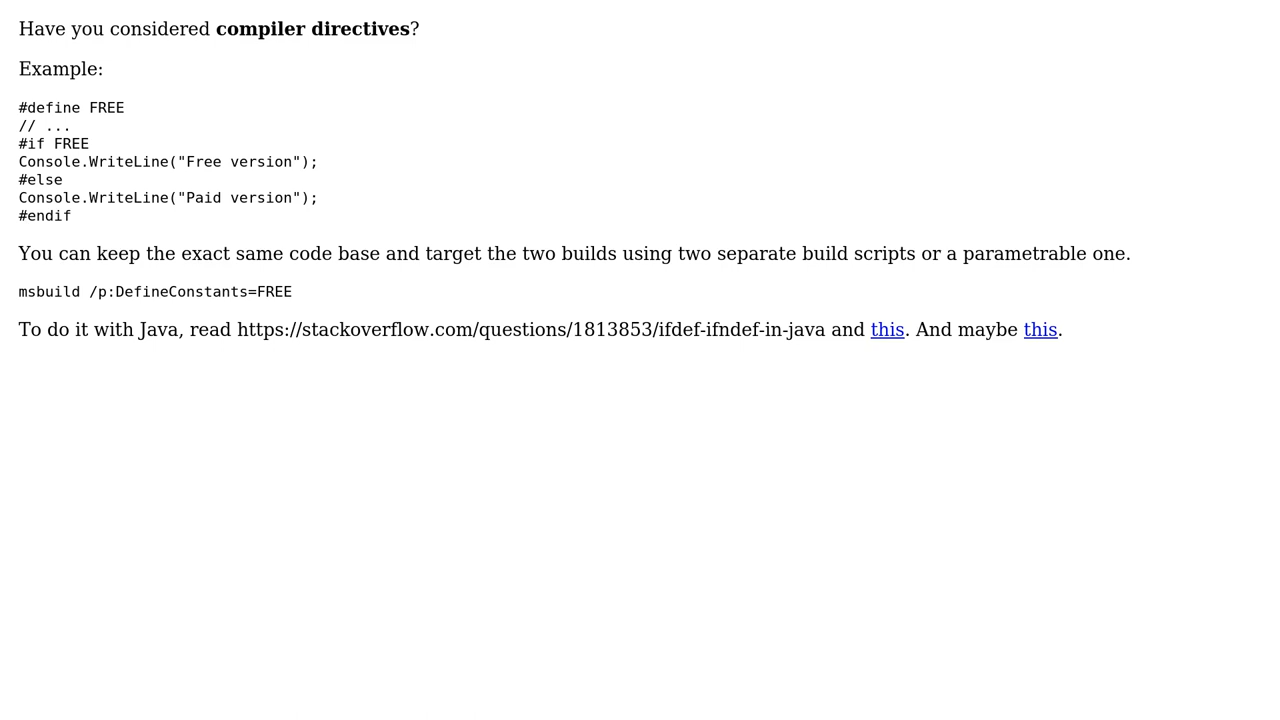 Have you considered compiler directives?
Example:
#define FREE
// ...
#if FREE
Console.WriteLine("Free version");
#else
Console.WriteLine("Paid version");
#endif
You can keep the exact same code base and target the two builds using two separate build scripts or a parametrable one.
msbuild /p:DefineConstants=FREE
To do it with Java, read https://stackoverflow.com/questions/1813853/ifdef-ifndef-in-java and this. And maybe this.